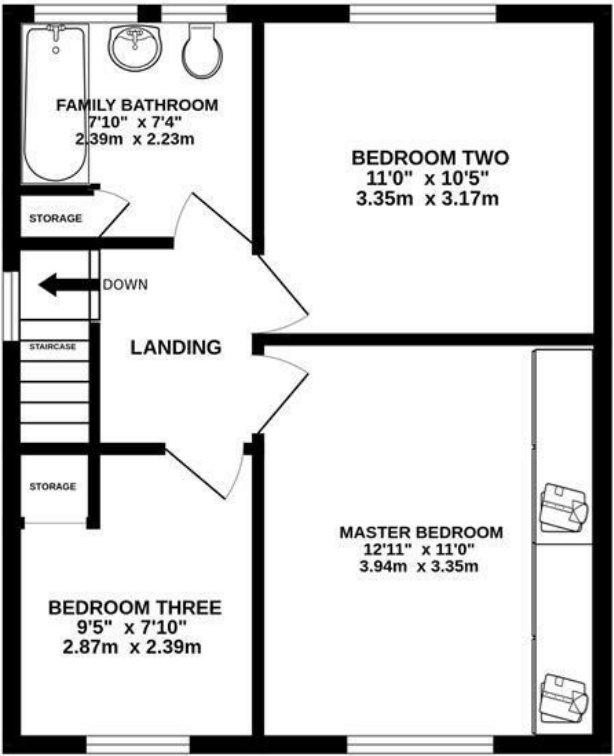 FAMILY BATHROOM
7'10" x 7'4"
2.39m x 2.23m
BEDROOM TWO
11'0" x 10'5"
3.35m x 3.17m
STORAGE
DOWN
STAIRCASE
LANDING
STORAGE
MASTER BEDROOM
12'11" x 11'0"
3.94m x 3.35m
BEDROOM THREE
9'5" x 7'10"
2.87m x 2.39m